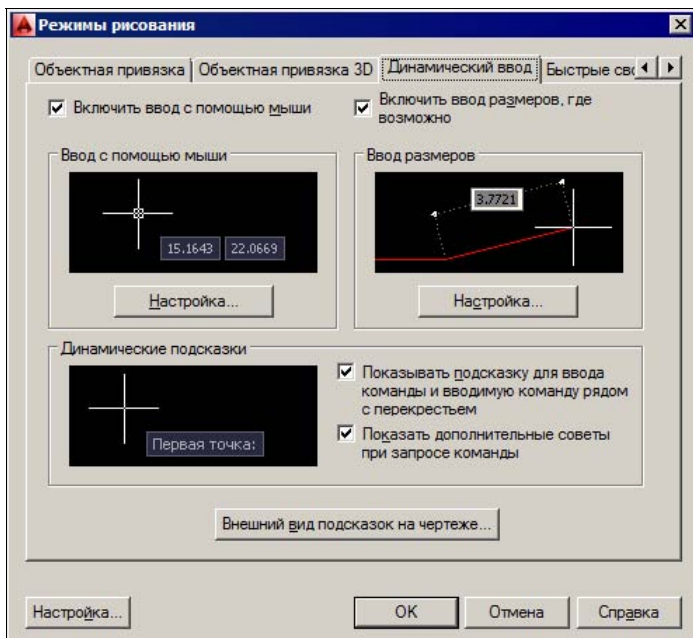 Режимы рисования
Объектная привязка
Объектная привязка 3D
Динамический ввод
Быстрые сво
Включить ввод с помощью мыши
Включить ввод размеров, где
возможно
Ввод с помощью мыши
15.1643 22.0669
Настройка...
Ввод размеров
3.7721
Настройка...
Динамические подсказки
Первая точка:
Показывать подсказку для ввода
команды и вводимую команду рядом
с перекрестьем
Показать дополнительные советы
при запросе команды
Внешний вид подсказок на чертеже...
Настройка...
OK
Отмена
Справка